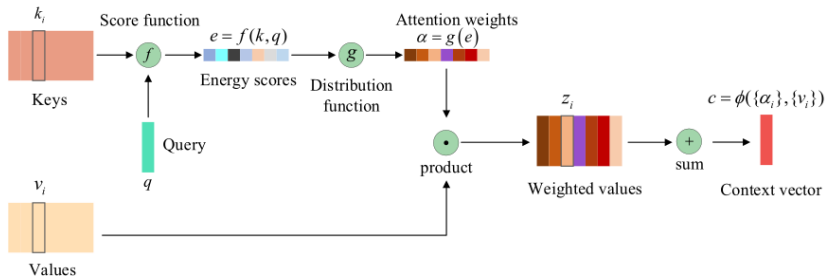 k_i
Score function
e = f(k, q)
Attention weights
α = g(e)
f
g
Keys
Energy scores
Distribution
function
Query
q
z_i
c = ϕ({α_i}, {v_i})
•
product
+
sum
v_i
Weighted values
Context vector
Values